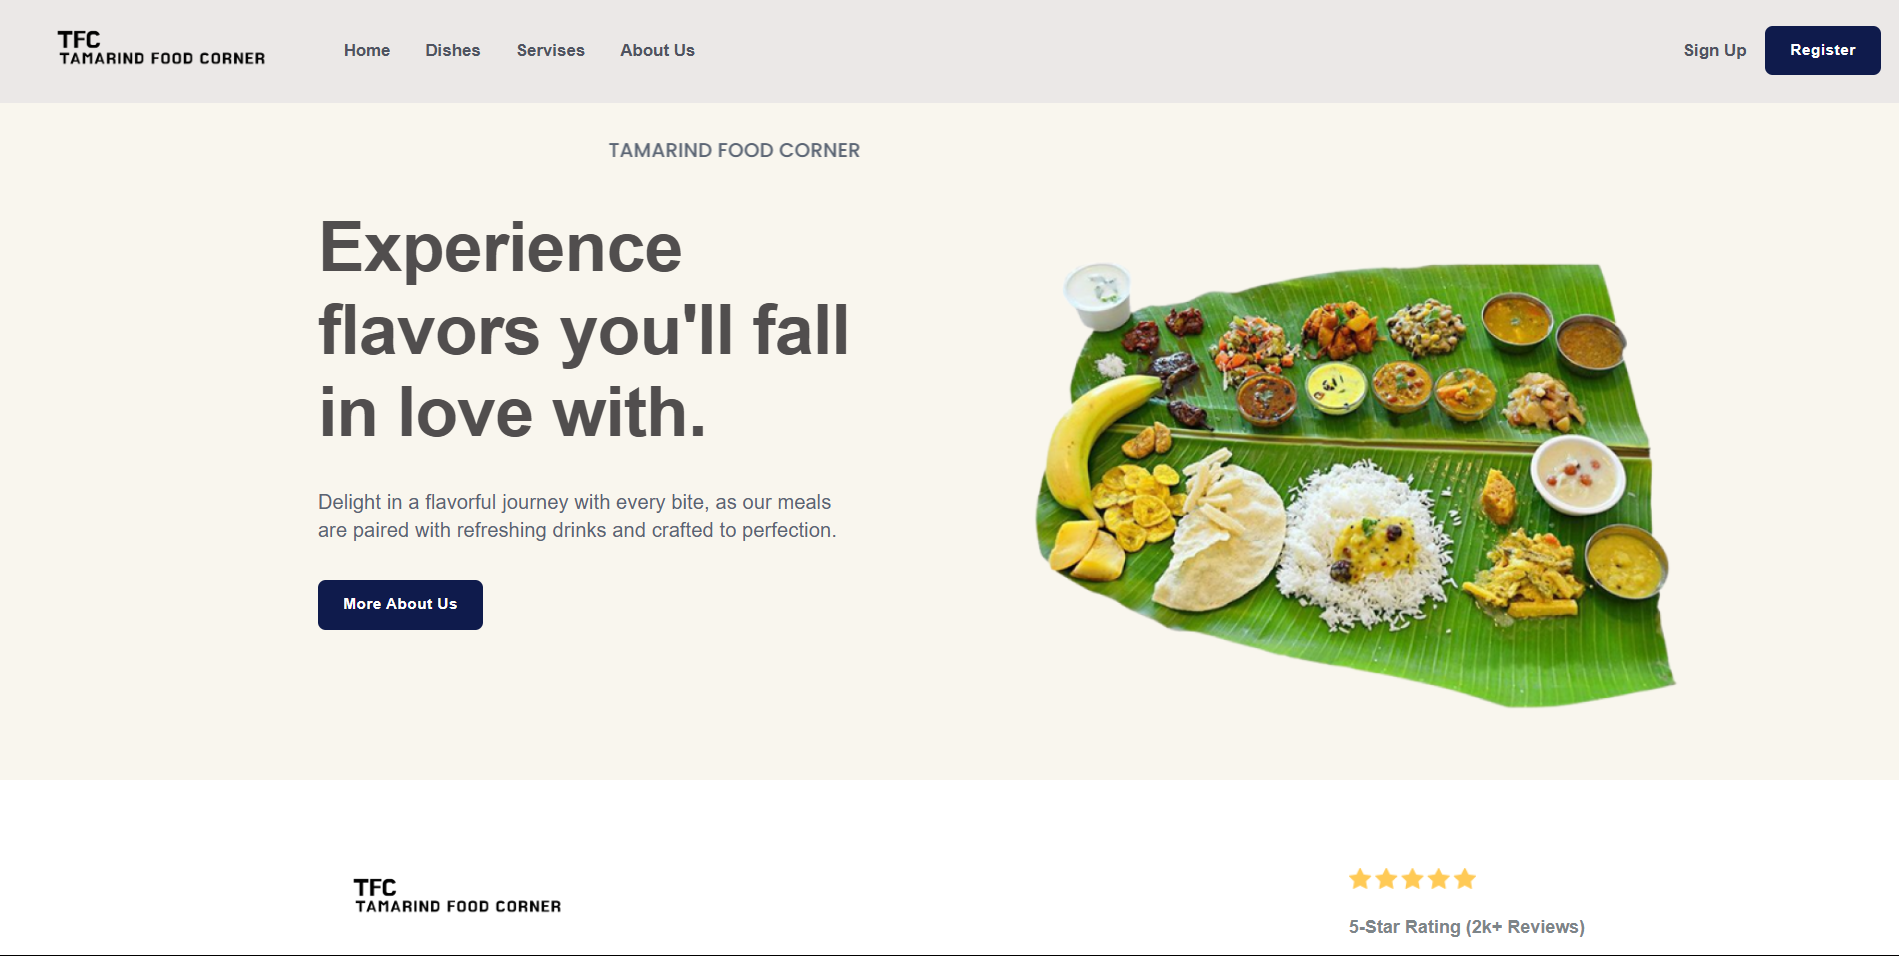 TFC
TAMARIND FOOD CORNER
Home
Dishes
Servises
About Us
Sign Up
Register
TAMARIND FOOD CORNER
Experience
flavors you'll fall
in love with.
Delight in a flavorful journey with every bite, as our meals
are paired with refreshing drinks and crafted to perfection.
More About Us
TFC
TAMARIND FOOD CORNER
5-Star Rating (2k+ Reviews)